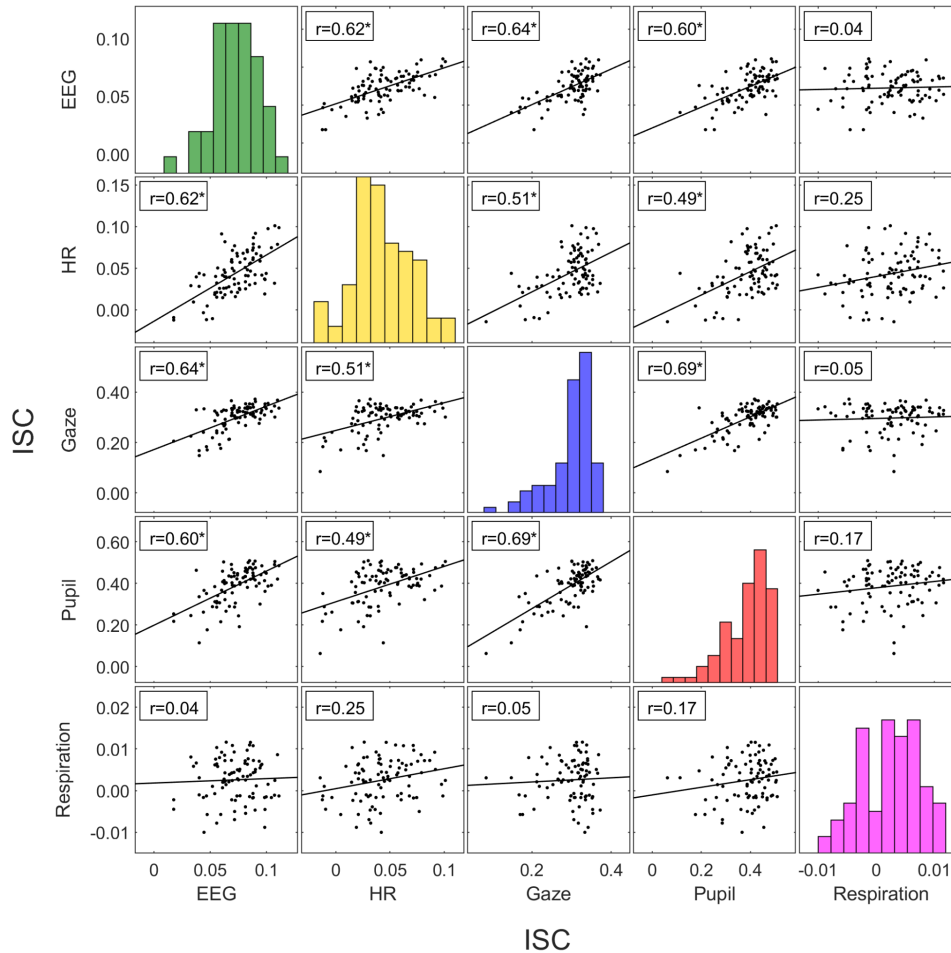 r=0.62*
r=0.64*
r=0.60*
r=0.04
0.10
0.05
0.00
EEG
r=0.62*
r=0.51*
r=0.49*
r=0.25
0.15
0.10
0.05
0.00
HR
r=0.64*
r=0.51*
r=0.69*
r=0.05
0.40
0.20
0.00
Gaze
ISC
r=0.60*
r=0.49*
r=0.69*
r=0.17
0.60
0.40
0.20
0.00
Pupil
r=0.04
r=0.25
r=0.05
r=0.17
0.02
0.01
0.00
-0.01
Respiration
0 0.05 0.1
0 0.05 0.1
0.2 0.4
0 0.2 0.4
-0.01 0 0.01
EEG
HR
Gaze
Pupil
Respiration
ISC